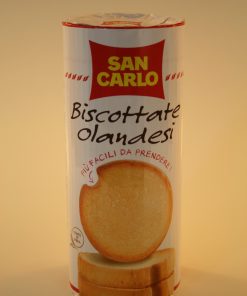 SAN
CARLO
Biscottate
olandesi
PIÙ FACILI DA PRENDERE!